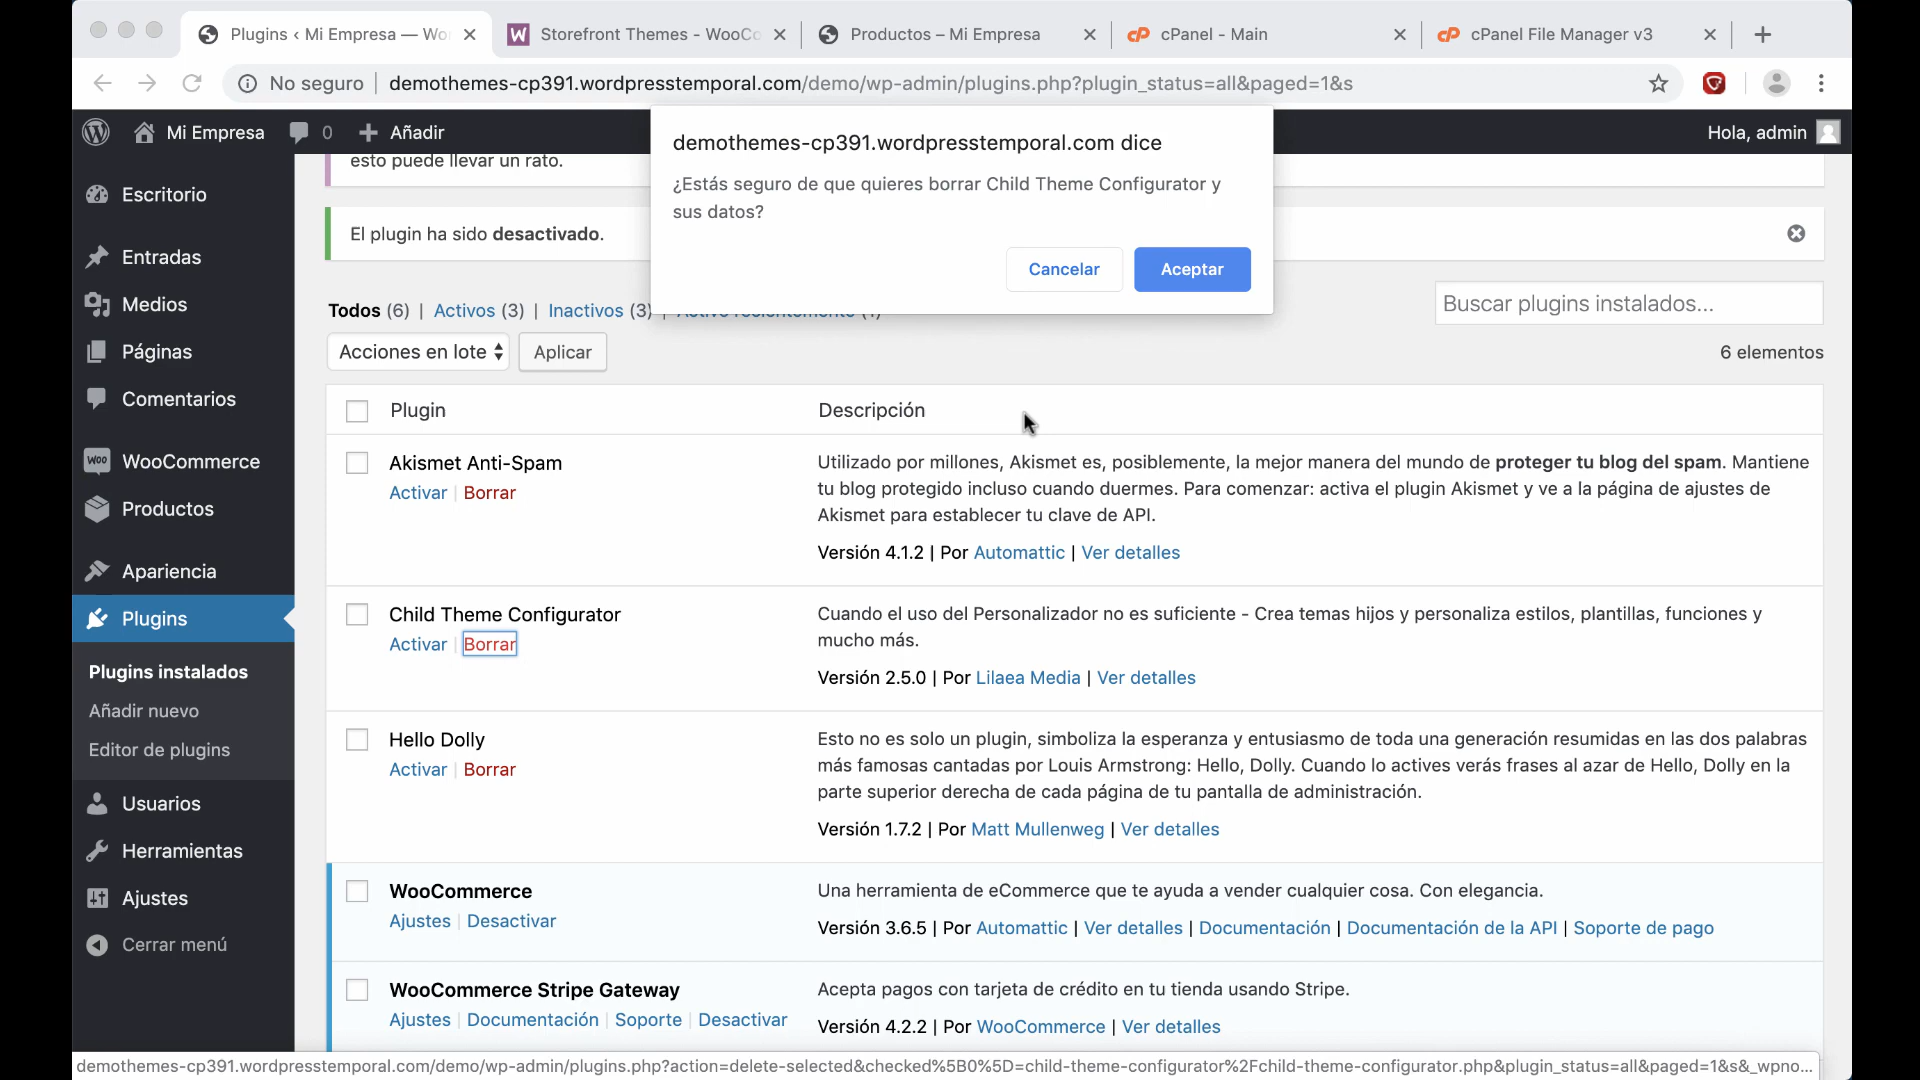 Plugins ‹ Mi Empresa — Wo
Storefront Themes - WooCo
Productos – Mi Empresa
cPanel - Main
cPanel File Manager v3
No seguro
demothemes-cp391.wordpresstemporal.com/demo/wp-admin/plugins.php?plugin_status=all&paged=1&s
Mi Empresa
0
Añadir
Hola, admin
demothemes-cp391.wordpresstemporal.com dice
¿Estás seguro de que quieres borrar Child Theme Configurator y
sus datos?
Cancelar
Aceptar
esto puede llevar un rato.
El plugin ha sido desactivado.
Todos (6) | Activos (3) | Inactivos (3) |
Buscar plugins instalados...
Acciones en lote
Aplicar
6 elementos
Escritorio
Entradas
Medios
Páginas
Comentarios
WooCommerce
Productos
Apariencia
Plugins
Plugins instalados
Añadir nuevo
Editor de plugins
Usuarios
Herramientas
Ajustes
Cerrar menú
Plugin
Descripción
Akismet Anti-Spam
Activar | Borrar
Utilizado por millones, Akismet es, posiblemente, la mejor manera del mundo de proteger tu blog del spam. Mantiene
tu blog protegido incluso cuando duermes. Para comenzar: activa el plugin Akismet y ve a la página de ajustes de
Akismet para establecer tu clave de API.
Versión 4.1.2 | Por Automattic | Ver detalles
Child Theme Configurator
Activar | Borrar
Cuando el uso del Personalizador no es suficiente - Crea temas hijos y personaliza estilos, plantillas, funciones y
mucho más.
Versión 2.5.0 | Por Lilaea Media | Ver detalles
Hello Dolly
Activar | Borrar
Esto no es solo un plugin, simboliza la esperanza y entusiasmo de toda una generación resumidas en las dos palabras
más famosas cantadas por Louis Armstrong: Hello, Dolly. Cuando lo actives verás frases al azar de Hello, Dolly en la
parte superior derecha de cada página de tu pantalla de administración.
Versión 1.7.2 | Por Matt Mullenweg | Ver detalles
WooCommerce
Ajustes | Desactivar
Una herramienta de eCommerce que te ayuda a vender cualquier cosa. Con elegancia.
Versión 3.6.5 | Por Automattic | Ver detalles | Documentación | Documentación de la API | Soporte de pago
WooCommerce Stripe Gateway
Ajustes | Documentación | Soporte | Desactivar
Acepta pagos con tarjeta de crédito en tu tienda usando Stripe.
Versión 4.2.2 | Por WooCommerce | Ver detalles
demothemes-cp391.wordpresstemporal.com/demo/wp-admin/plugins.php?action=delete-selected&checked%5B0%5D=child-theme-configurator%2Fchild-theme-configurator.php&plugin_status=all&paged=1&s&_wpno...